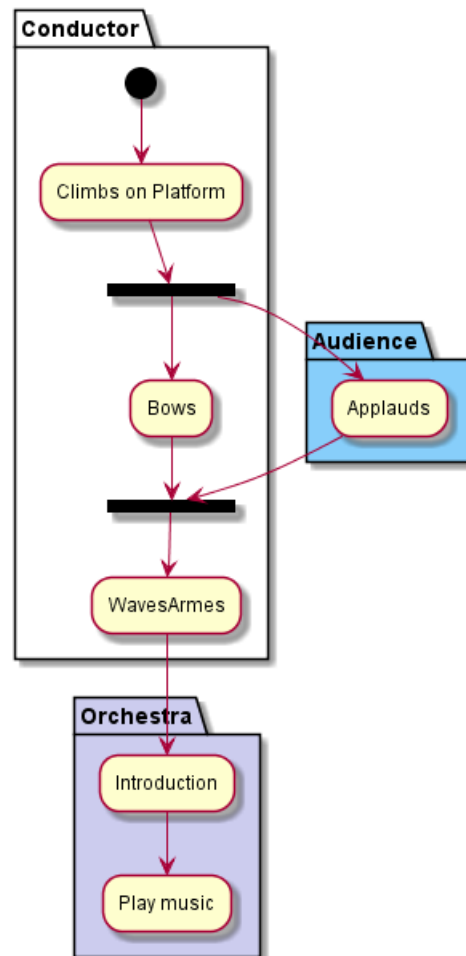 Conductor
Climbs on Platform
Audience
Bows
Applauds
WavesArmes
Orchestra
Introduction
Play music